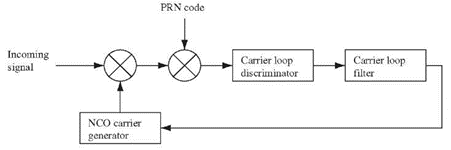 PRN code
Incoming
signal
Carrier loop
discriminator
Carrier loop
filter
NCO carrier
generator